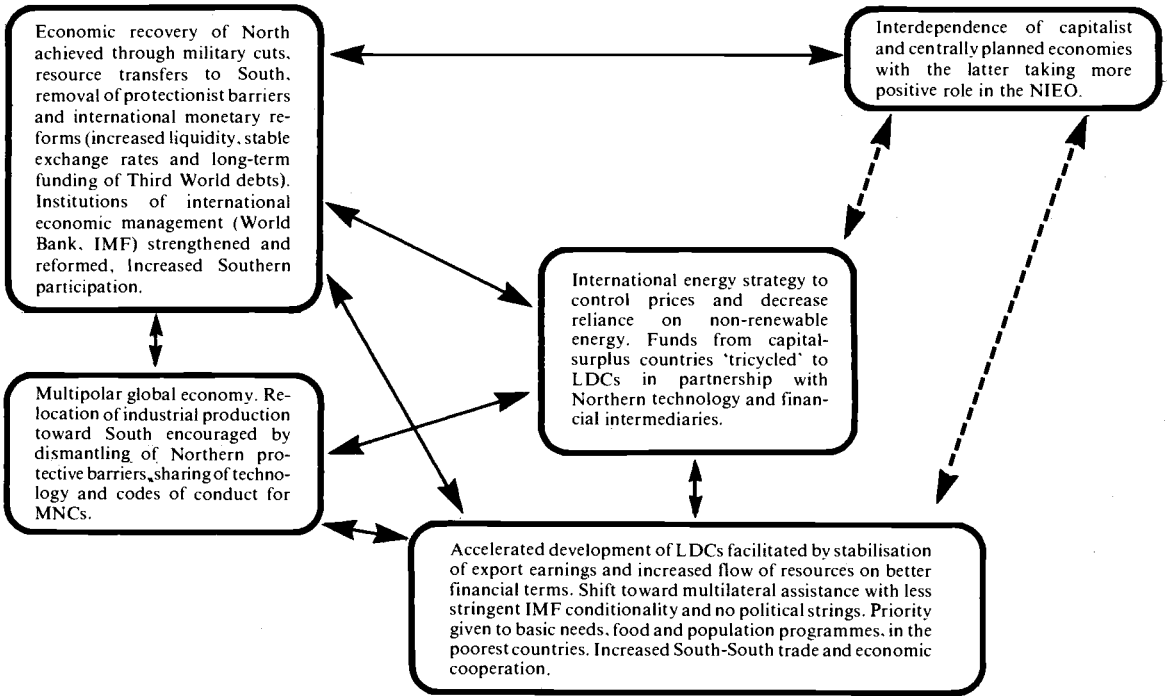 Economic recovery of North
achieved through military cuts,
resource transfers to South,
removal of protectionist barriers
and international monetary re-
forms (increased liquidity, stable
exchange rates and long-term
funding of Third World debts).
Institutions of international
economic management (World
Bank, IMF) strengthened and
reformed, Increased Southern
participation.
Interdependence of capitalist
and centrally planned economies
with the latter taking more
positive role in the NIEO.
International energy strategy to
control prices and decrease
reliance on non-renewable
energy. Funds from capital-
surplus countries 'tricycled' to
LDCs in partnership with
Northern technology and finan-
cial intermediaries.
Multipolar global economy. Re-
location of industrial production
toward South encouraged by
dismantling of Northern pro-
tective barriers, sharing of techno-
logy and codes of conduct for
MNCs.
Accelerated development of LDCs facilitated by stabilisation
of export earnings and increased flow of resources on better
financial terms. Shift toward multilateral assistance with less
stringent IMF conditionality and no political strings. Priority
given to basic needs, food and population programmes, in the
poorest countries. Increased South-South trade and economic
cooperation.